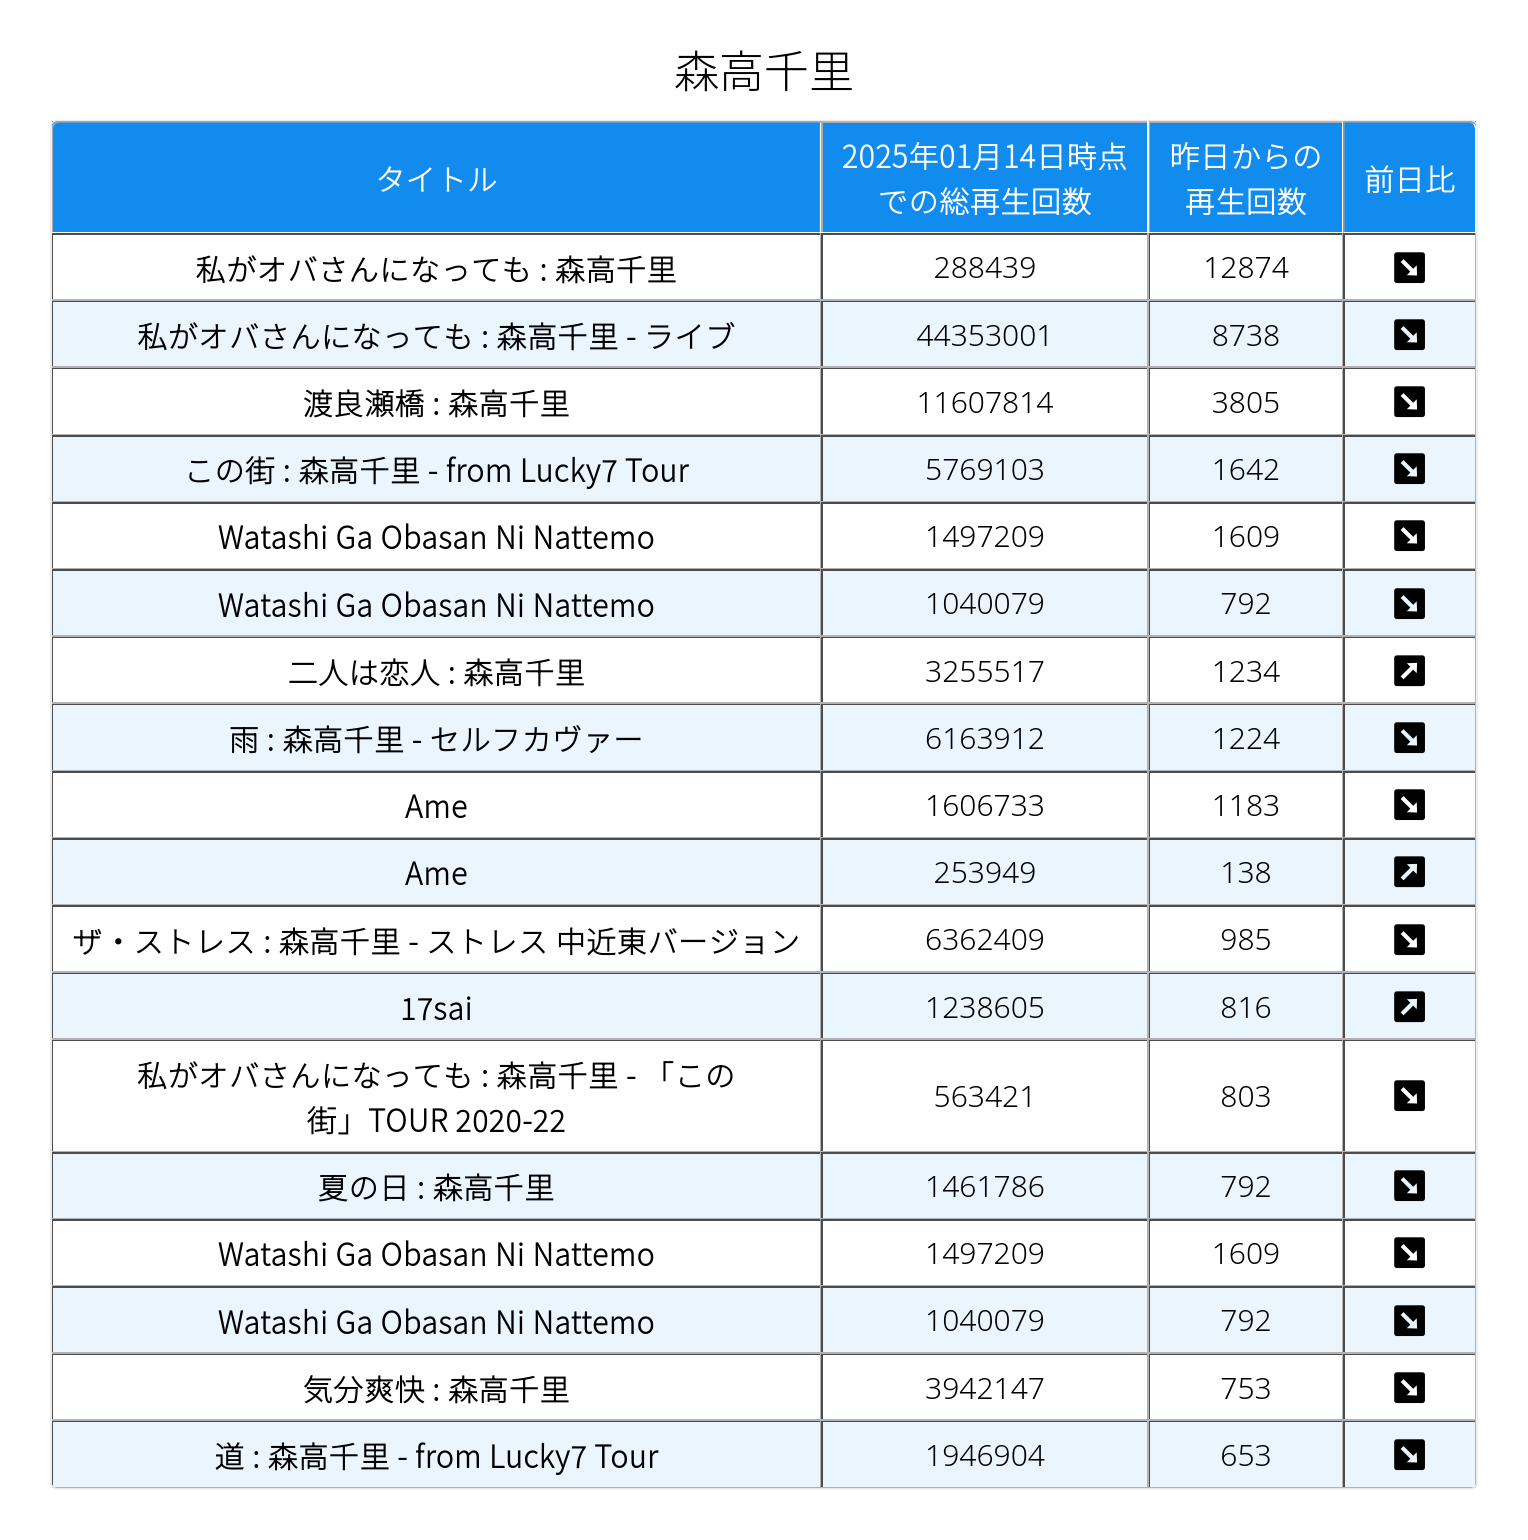 森高千里
タイトル
2025年01月14日時点
での総再生回数
昨日からの
再生回数
前日比
私がオバさんになっても : 森高千里 288439 12874
私がオバさんになっても : 森高千里 - ライブ 44353001 8738
渡良瀬橋 : 森高千里 11607814 3805
この街 : 森高千里 - from Lucky7 Tour 5769103 1642
Watashi Ga Obasan Ni Nattemo 1497209 1609
Watashi Ga Obasan Ni Nattemo 1040079 792
二人は恋人 : 森高千里 3255517 1234
雨 : 森高千里 - セルフカヴァー 6163912 1224
Ame 1606733 1183
Ame 253949 138
ザ・ストレス : 森高千里 - ストレス 中近東バージョン 6362409 985
17sai 1238605 816
私がオバさんになっても : 森高千里 - 「この
街」TOUR 2020-22 563421 803
夏の日 : 森高千里 1461786 792
Watashi Ga Obasan Ni Nattemo 1497209 1609
Watashi Ga Obasan Ni Nattemo 1040079 792
気分爽快 : 森高千里 3942147 753
道 : 森高千里 - from Lucky7 Tour 1946904 653